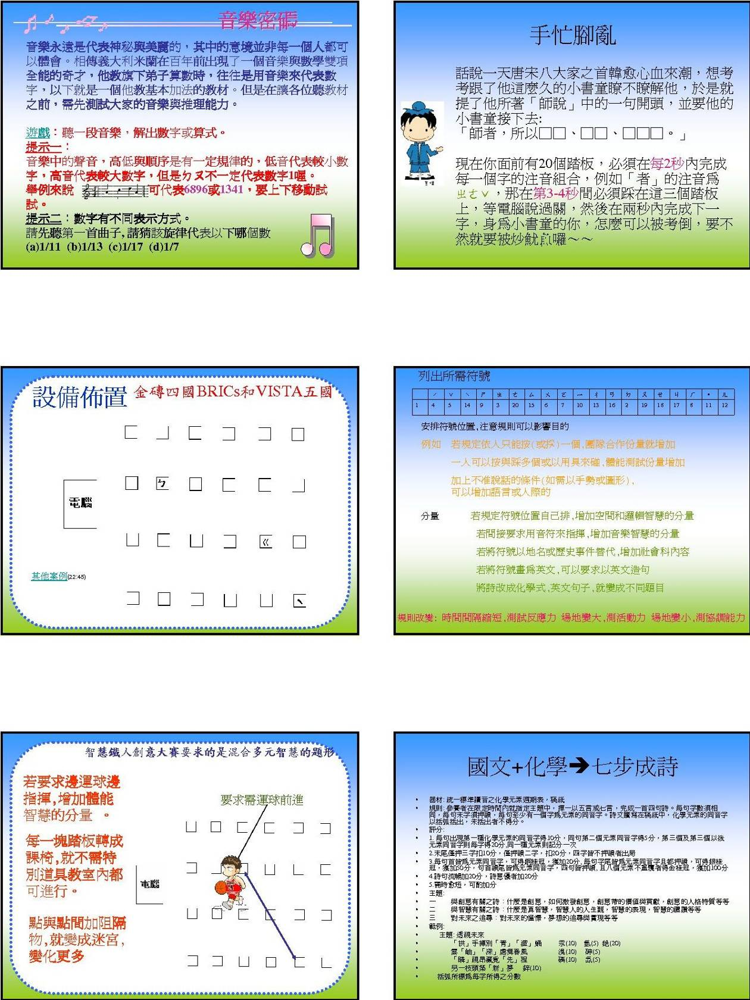 音樂密碼
音樂永遠是代表神秘與美麗的，其中的意境並非每一個人都可
以體會。相傳義大利米蘭在百年前出現了一個音樂與數學雙項
全能的奇才，他教旗下弟子算數時，往往是用音樂來代表數
字，以下就是一個他教基本加法的教材。但是在讓各位聽教材
之前，需先測試大家的音樂與推理能力。
遊戲：聽一段音樂，解出數字或算式。
提示一：
音樂中的聲音，高低與順序是有一定規律的，低音代表較小數
字，高音代表較大數字，但是ㄉㄡ不一定代表數字1喔。
舉例來說 可代表6896或1341，要上下移動試
試。
提示二：數字有不同表示方式。
請先聽第一首曲子,請猜該旋律代表以下哪個數
(a)1/11 (b)1/13 (c)1/17 (d)1/7
手忙腳亂
話說一天唐宋八大家之首韓愈心血來潮，想考
考跟了他這麼久的小書童瞭不瞭解他，於是就
提了他所著「師說」中的一句開頭，並要他的
小書童接下去:
「師者，所以□□、□□、□□□。」
現在你面前有20個踏板，必須在每2秒內完成
每一個字的注音組合，例如「者」的注音為
ㄓㄜˇ，那在第3-4秒間必須踩在這三個踏板
上，等電腦說過關，然後在兩秒內完成下一
字，身為小書童的你，怎麼可以被考倒，要不
然就要被炒魷煎囉～～
設備佈置 金磚四國BRICs和VISTA五國
ㄅ
電腦
ㄍ
其他案例(22:45)
ˋ
列出所需符號
ˊ ˇ ˋ ㄕ ㄓ ㄜ ㄙ ㄨ ㄛ ㄧ ㄔ ㄢ ㄉ ㄡ ㄝ ㄐ ㄏ ˙ ㄦ
1 4 5 14 9 3 20 15 6 7 10 13 16 2 19 18 17 8 11 12
安排符號位置,注意規則可以影響目的
例如 若規定依人只能按(或踩)一個,團隊合作份量就增加
一人可以按與踩多個或以用具來碰,體能測試份量增加
加上不准說話的條件(如需以手勢或圖形),
可以增加語言或人際的
分量 若規定符號位置自己排,增加空間和邏輯智慧的分量
若間接要求用音符來指揮,增加音樂智慧的分量
若將符號以地名或歷史事件替代,增加社會科內容
若將符號畫為英文,可以要求以英文造句
將詩改成化學式,英文句子,就變成不同題目
規則改變: 時間間隔縮短,測試反應力 場地變大,測活動力 場地變小,測協調能力
智慧鐵人創意大賽要求的是混合多元智慧的題形
若要求邊運球邊
指揮,增加體能
智慧的分量 。
要求需運球前進
每一塊踏板轉成
課椅,就不需特
別道具教室內都
可進行。
電腦
點與點間加阻隔
物,就變成迷宮,
變化更多
國文+化學➔七步成詩
• 器材: 統一標準讀音之化學元素週期表，稿紙
• 規則: 參賽者在限定時間內就指定主題中，擇一以五言或七言，完成一首四句詩。每句字數須相
同，每句末字須押韻，每句至少有一個字為元素的同音字。詩文謄寫在稿紙中，化學元素的同音字
以括弧括出，未括出者不得分。
• 評分:
• 1. 每句出現第一種化學元素的同音字得10分，同句第二個元素同音字得5分，第三個及第三個以後
元素同音字則每字得20分,同一種元素則記分一次
• 2.末尾僅押三字扣10分，僅押韻二字，扣20分，四字皆不押韻者出局
• 3.每句首皆為元素同音字，可得銅桂冠，獲加20分, 每句字尾皆為元素同音字且都押韻，可得銀桂
冠，獲加50分，句首韻尾皆為元素同音字，四句皆押韻, 且八個元素不重覆者得金桂冠，獲加100分
• 4.詩句流暢加20分，詩意優者加20分
• 5.需時愈短，可酌加分
• 主題:
• 一 與創意有關之詩：什麼是創意，如何激發創意，創意帶的價值與貢獻，創意的人格特質等等
• 二 與智慧有關之詩：什麼是真智慧，智慧人的人生觀，智慧的表現，智慧的禮讚等等
• 三 對未來之追尋：對未來的憧憬，夢想的追尋與實現等等
• 範例:
• 主題: 透視未來
• 「拱」手揮別「青」「澀」蛹 汞(10) 氫(5) 銫(20)
• 雲「岫」「深」處舞春風 溴(10) 砷(5)
• 「瞵」視昂藏覓「先」程 磷(10) 氙(5)
• 另一枝頭築「新」夢 鋅(10)
• 括弧所標為每字所得之分數